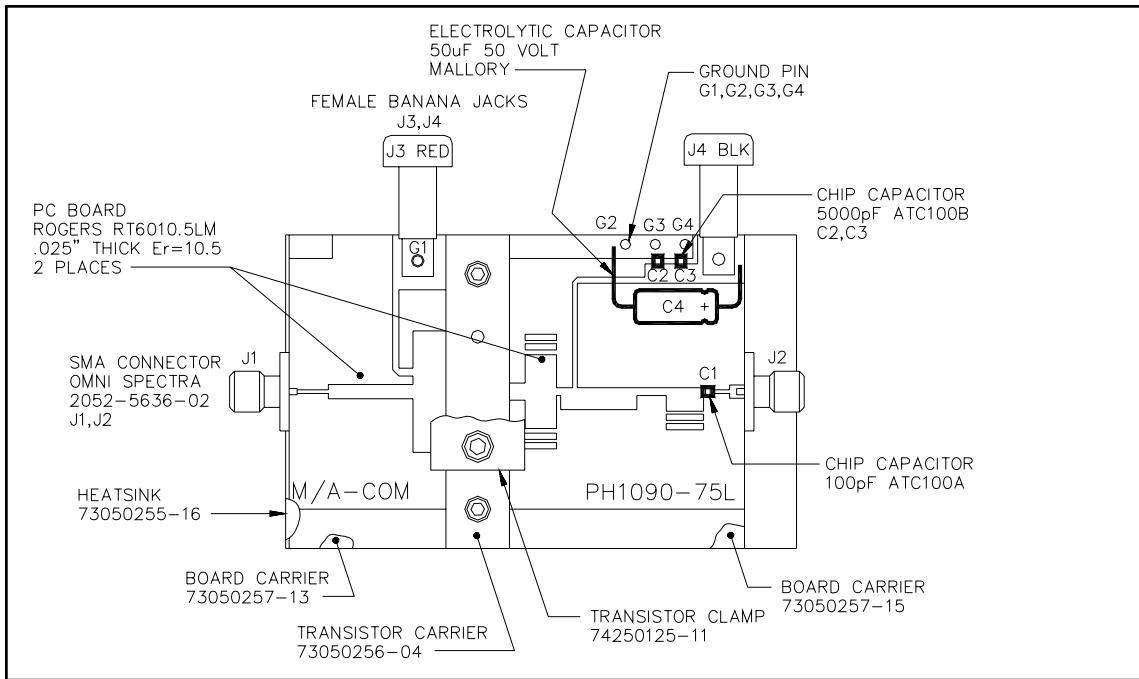 ELECTROLYTIC CAPACITOR
50uF 50 VOLT
MALLORY
GROUND PIN
G1,G2,G3,G4
FEMALE BANANA JACKS
J3,J4
J3 RED
J4 BLK
CHIP CAPACITOR
5000pF ATC100B
C2,C3
PC BOARD
ROGERS RT6010.5LM
.025" THICK Er=10.5
2 PLACES
G1
G2
G3
G4
C2
C3
C4
+
SMA CONNECTOR
OMNI SPECTRA
2052-5636-02
J1,J2
J1
C1
J2
CHIP CAPACITOR
100pF ATC100A
M/A-COM
PH1090-75L
HEATSINK
73050255-16
BOARD CARRIER
73050257-13
TRANSISTOR CARRIER
73050256-04
TRANSISTOR CLAMP
74250125-11
BOARD CARRIER
73050257-15